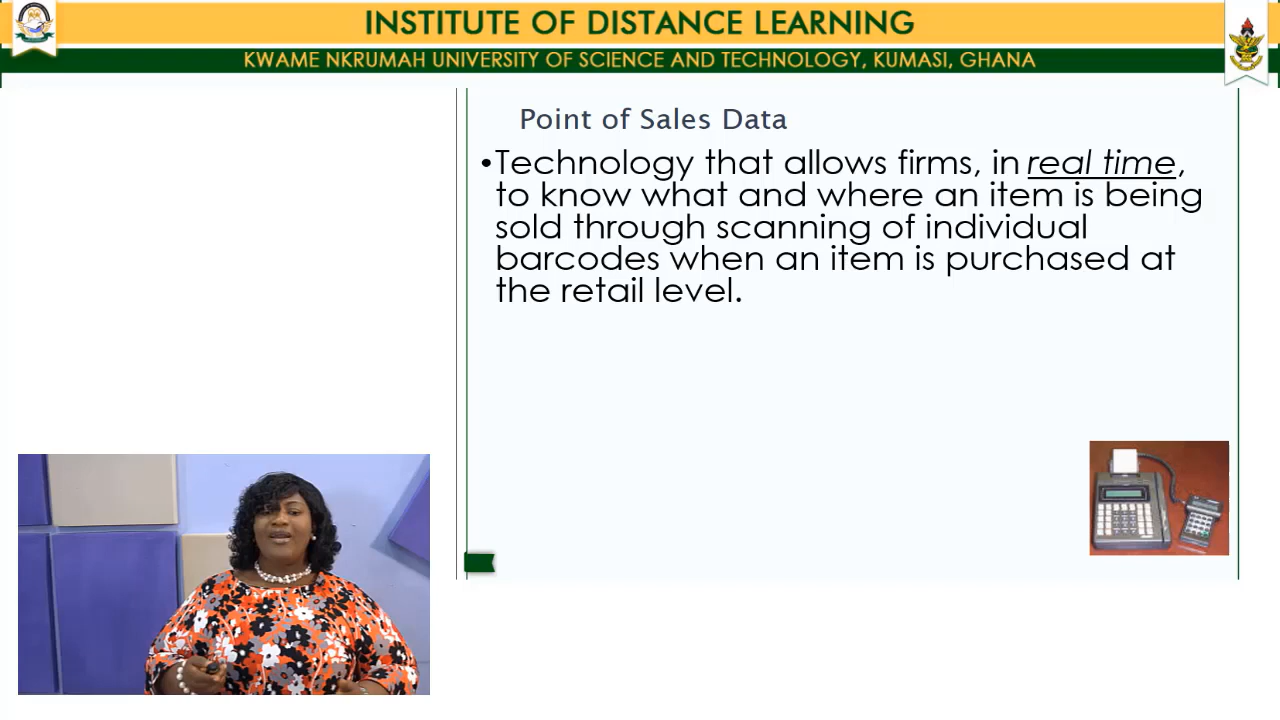 INSTITUTE OF DISTANCE LEARNING
KWAME NKRUMAH UNIVERSITY OF SCIENCE AND TECHNOLOGY, KUMASI, GHANA
Point of Sales Data
•Technology that allows firms, in real time,
to know what and where an item is being
sold through scanning of individual
barcodes when an item is purchased at
the retail level.